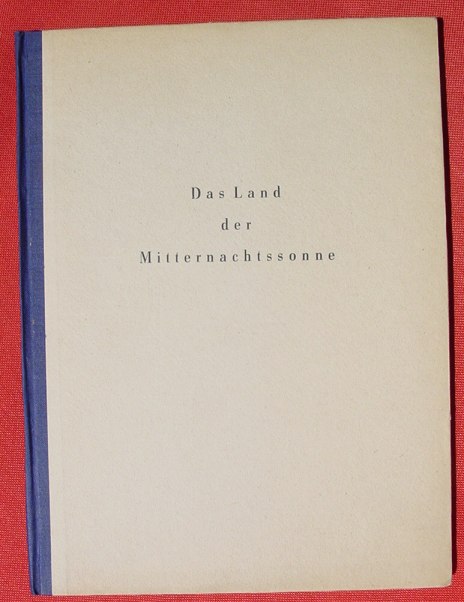 Das Land
der
Mitternachtssonne